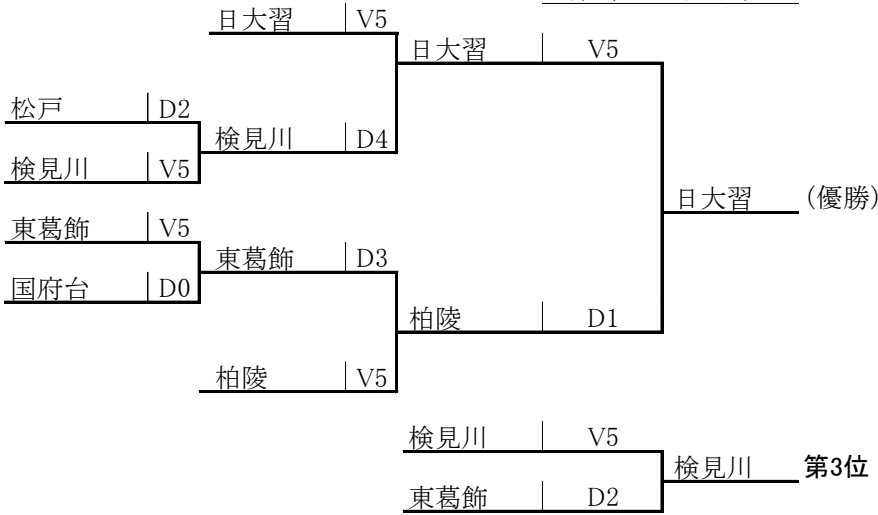 日大習 V5
日大習 V5
松戸 D2
検見川 D4
検見川 V5
日大習 (優勝)
東葛飾 V5
東葛飾 D3
国府台 D0
柏陵 D1
柏陵 V5
検見川 V5
検見川 第3位
東葛飾 D2